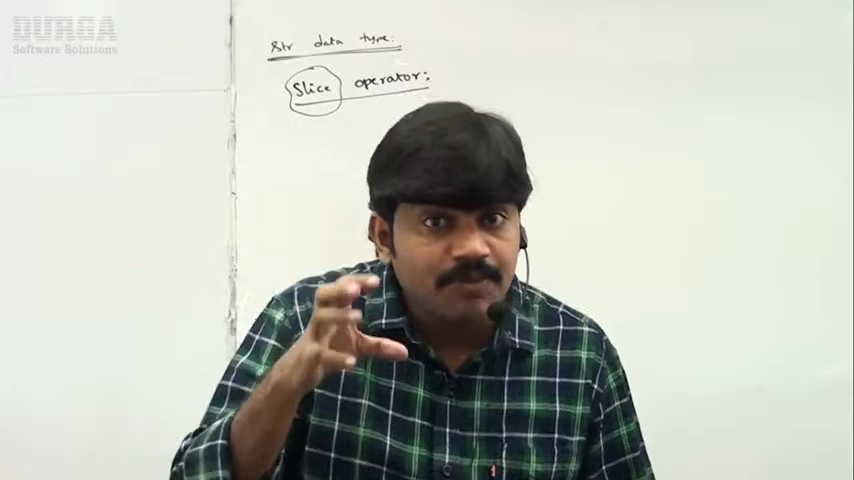 DURGA
Software Solutions
Str data type:
Slice operator: